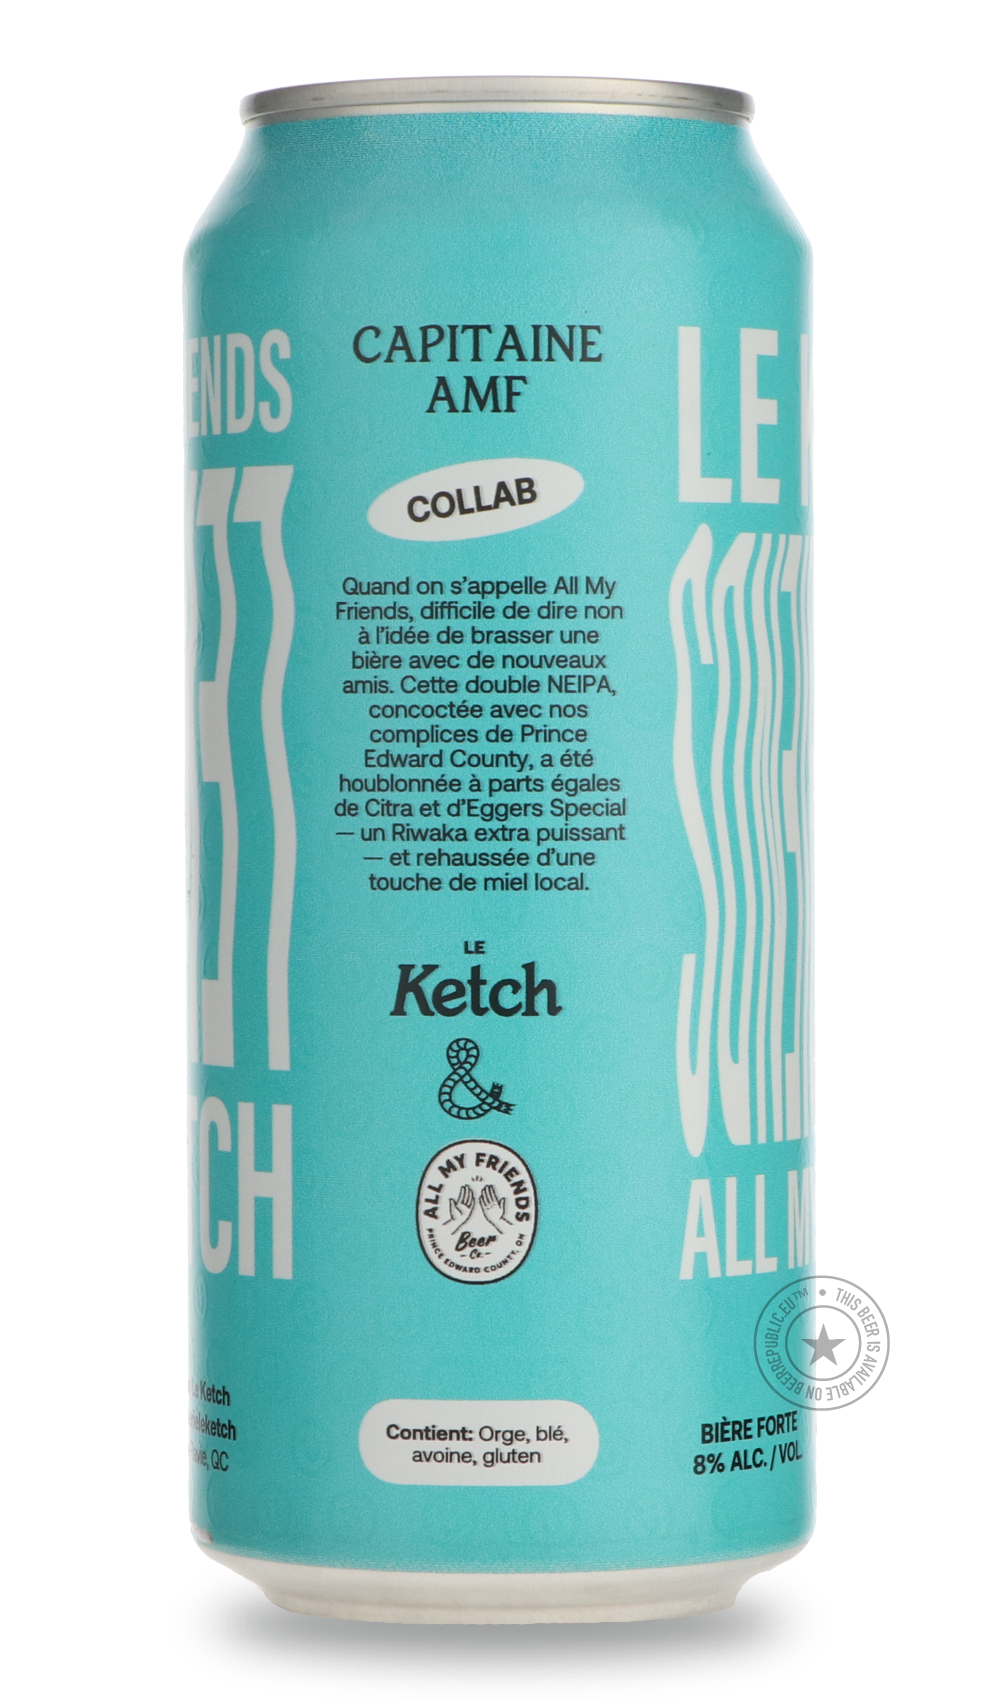 CAPITAINE
AMF
COLLAB
Quand on s'appelle All My
Friends, difficile de dire non
à l'idée de brasser une
bière avec de nouveaux
amis. Cette double NEIPA,
concoctée avec nos
complices de Prince
Edward County, a été
houblonnée à parts égales
de Citra et d'Eggers Special
— un Riwaka extra puissant
— et rehaussée d'une
touche de miel local.
LE
Ketch
&
ALL MY FRIENDS
Beer
-Co.-
PRINCE EDWARD COUNTY, ON
Contient: Orge, blé,
avoine, gluten
ENDS
TCH
Le Ketch
QC
LE
ALL M
BIÈRE FORTE
8% ALC. / VOL.
THIS BEER IS AVAILABLE ON BEERREPUBLIC.EU™